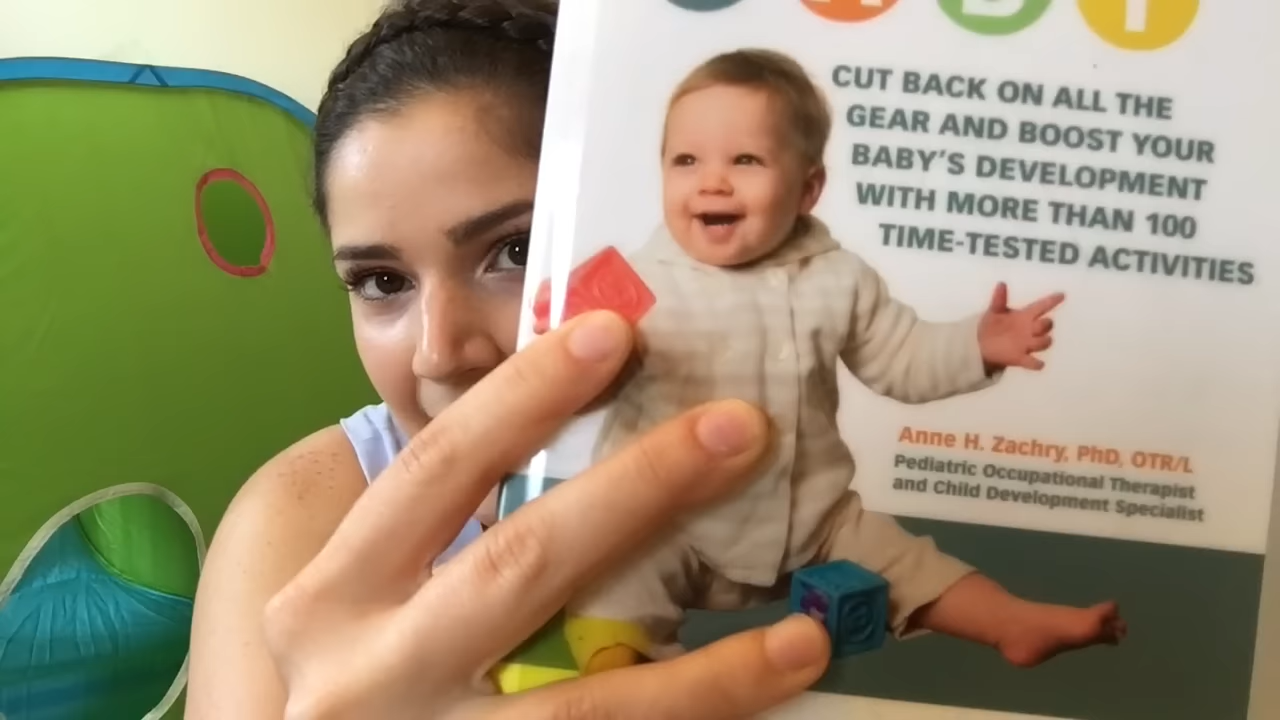 CUT BACK ON ALL THE
GEAR AND BOOST YOUR
BABY'S DEVELOPMENT
WITH MORE THAN 100
TIME-TESTED ACTIVITIES
Anne H. Zachry, PhD, OTR/L
Pediatric Occupational Therapist
and Child Development Specialist